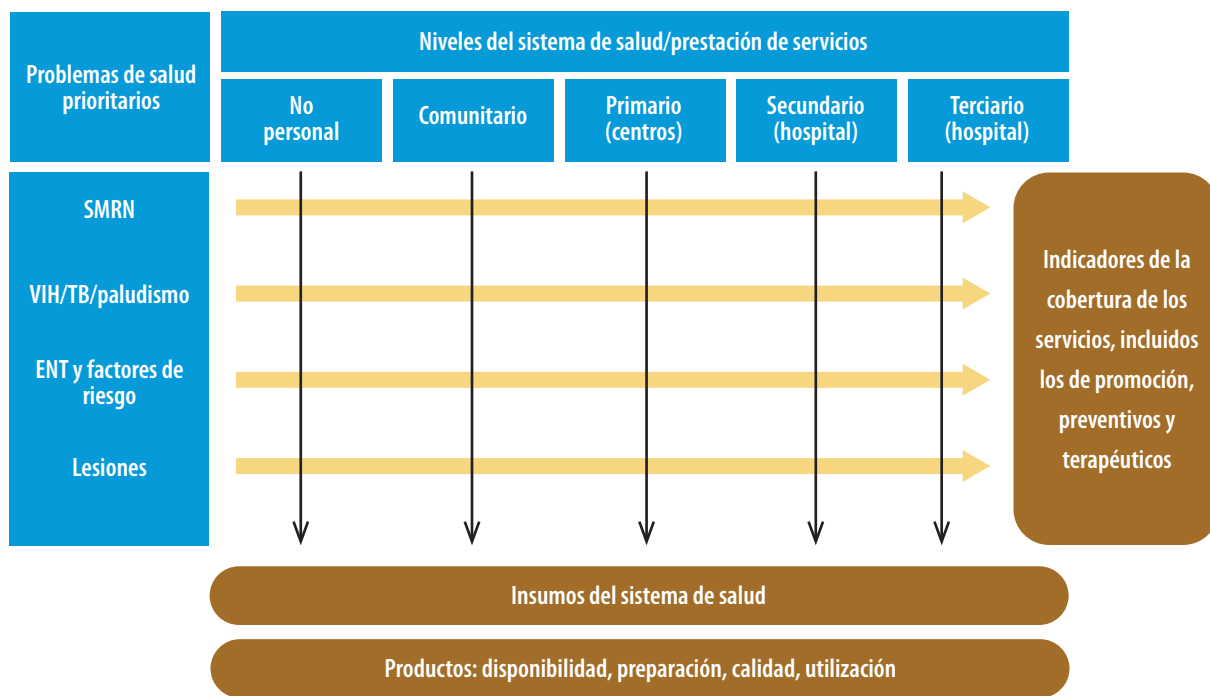 Problemas de salud
prioritarios
Niveles del sistema de salud/prestación de servicios
No
personal
Comunitario
Primario
(centros)
Secundario
(hospital)
Terciario
(hospital)
SMRN
VIH/TB/paludismo
ENT y factores de
riesgo
Lesiones
Indicadores de la
cobertura de los
servicios, incluidos
los de promoción,
preventivos y
terapéuticos
Insumos del sistema de salud
Productos: disponibilidad, preparación, calidad, utilización